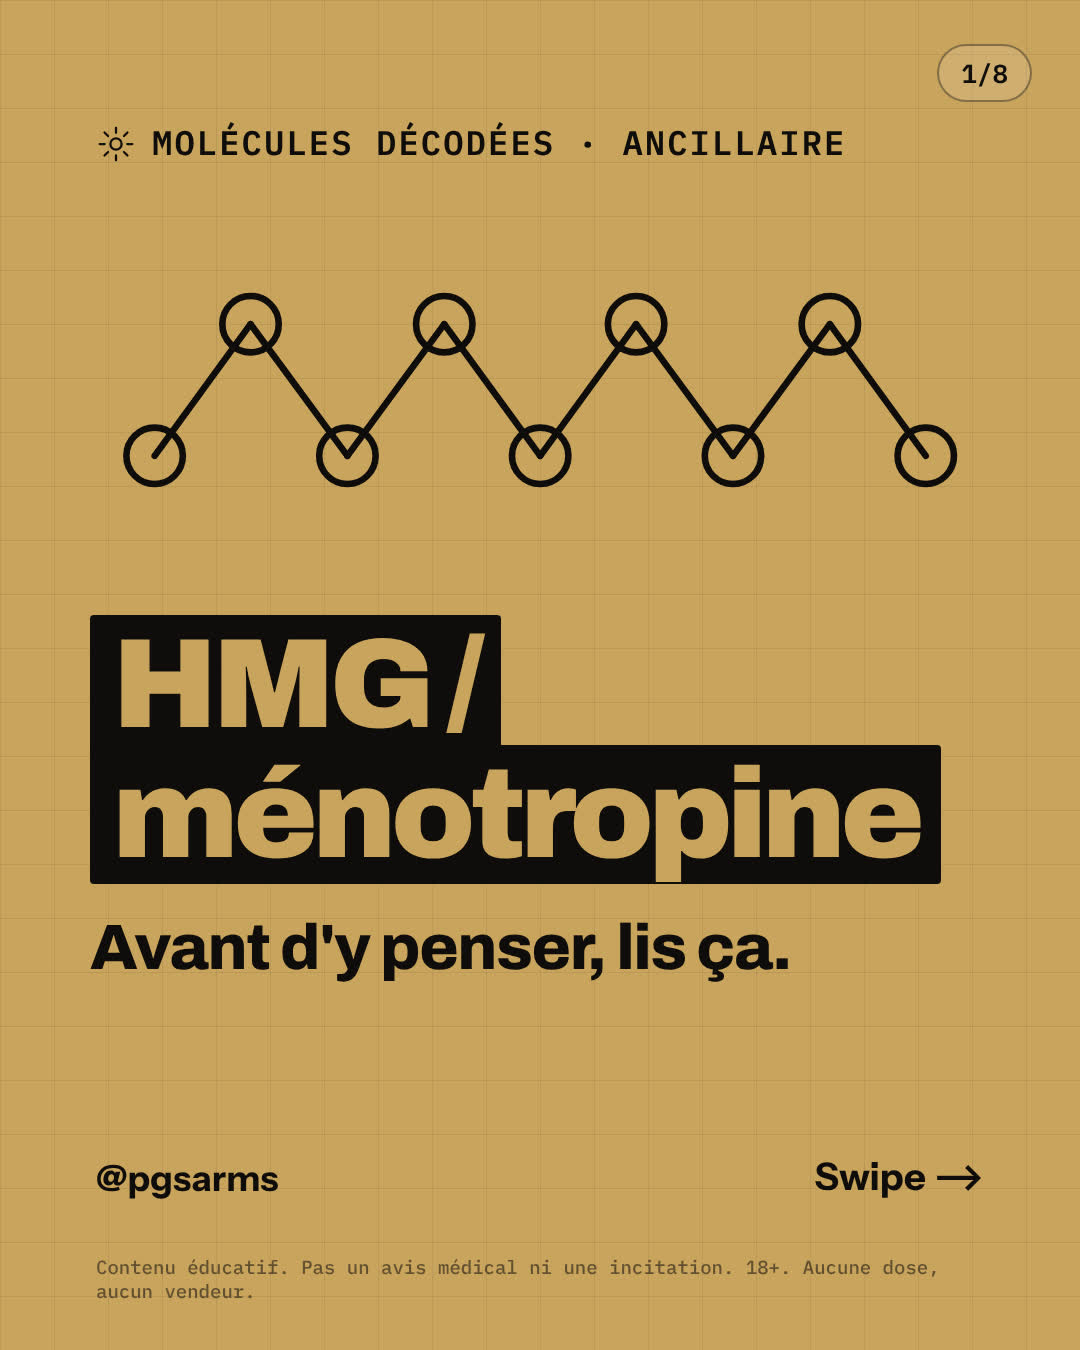 1/8
MOLÉCULES DÉCODÉES · ANCILLAIRE
HMG /
ménotropine
Avant d'y penser, lis ça.
@pgsarms
Swipe →
Contenu éducatif. Pas un avis médical ni une incitation. 18+. Aucune dose,
aucun vendeur.